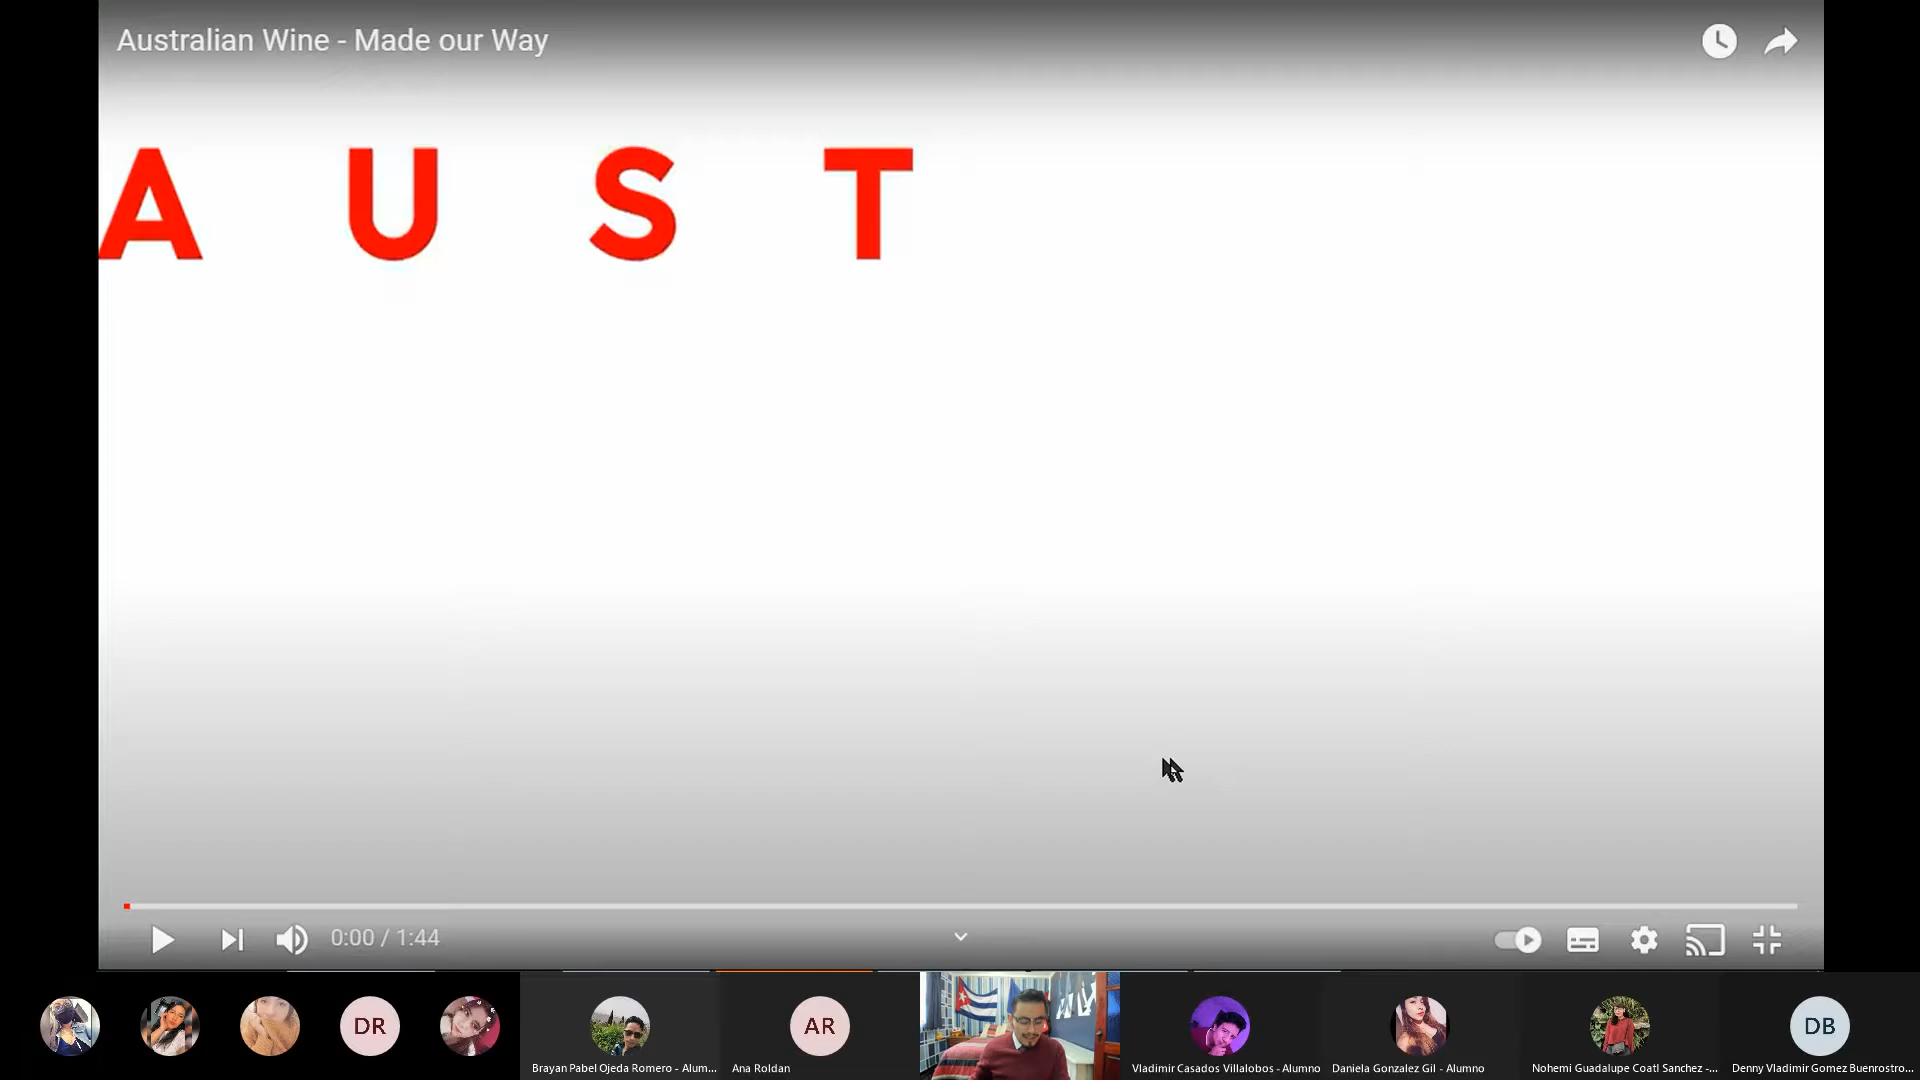 Australian Wine - Made our Way
A U S T
0:00 / 1:44
DR
AR
DB
Brayan Pabel Ojeda Romero - Alum...
Ana Roldan
Vladimir Casados Villalobos - Alumno
Daniela Gonzalez Gil - Alumno
Nohemi Guadalupe Coatl Sanchez -...
Denny Vladimir Gomez Buenrostro...